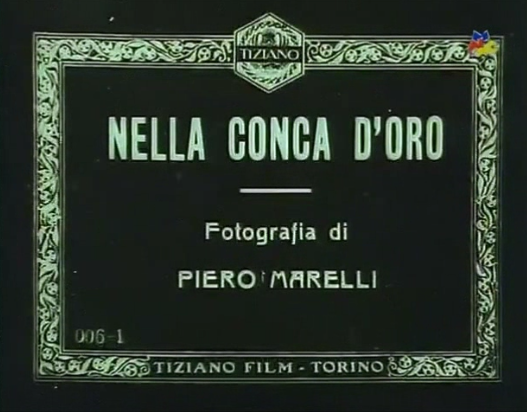 TIZIANO
NELLA CONCA D'ORO
Fotografia di
PIERO MARELLI
006-1
TIZIANO FILM - TORINO